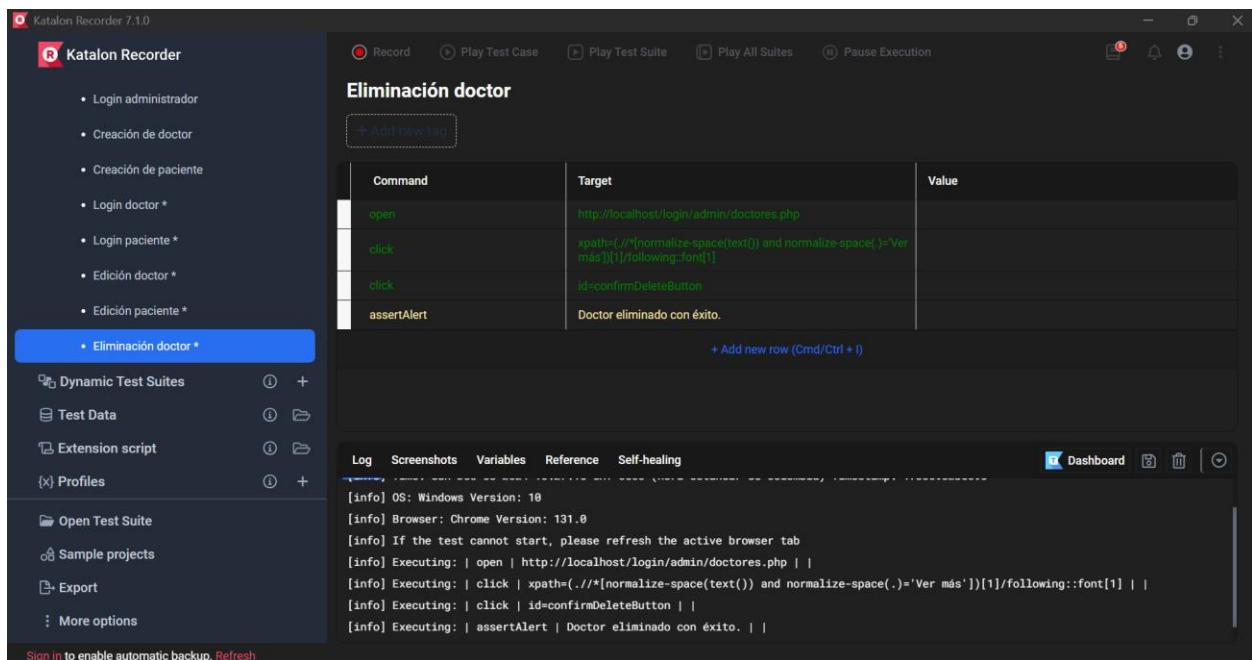 Katalon Recorder 7.1.0
Katalon Recorder
Login administrador
Creación de doctor
Creación de paciente
Login doctor *
Login paciente *
Edición doctor *
Edición paciente *
Eliminación doctor *
Dynamic Test Suites
Test Data
Extension script
{x} Profiles
Open Test Suite
Sample projects
Export
More options
Sign in to enable automatic backup. Refresh
Record Play Test Case Play Test Suite Play All Suites Pause Execution
Eliminación doctor
+ Add new tag
Command Target Value
open http://localhost/login/admin/doctores.php
click xpath=(.//*[normalize-space(text()) and normalize-space(.)='Ver
más'])[1]/following::font[1]
click id=confirmDeleteButton
assertAlert Doctor eliminado con éxito.
+ Add new row (Cmd/Ctrl + I)
Log Screenshots Variables Reference Self-healing Dashboard
[info] OS: Windows Version: 10
[info] Browser: Chrome Version: 131.0
[info] If the test cannot start, please refresh the active browser tab
[info] Executing: | open | http://localhost/login/admin/doctores.php | |
[info] Executing: | click | xpath=(.//*[normalize-space(text()) and normalize-space(.)='Ver más'])[1]/following::font[1] | |
[info] Executing: | click | id=confirmDeleteButton | |
[info] Executing: | assertAlert | Doctor eliminado con éxito. | |